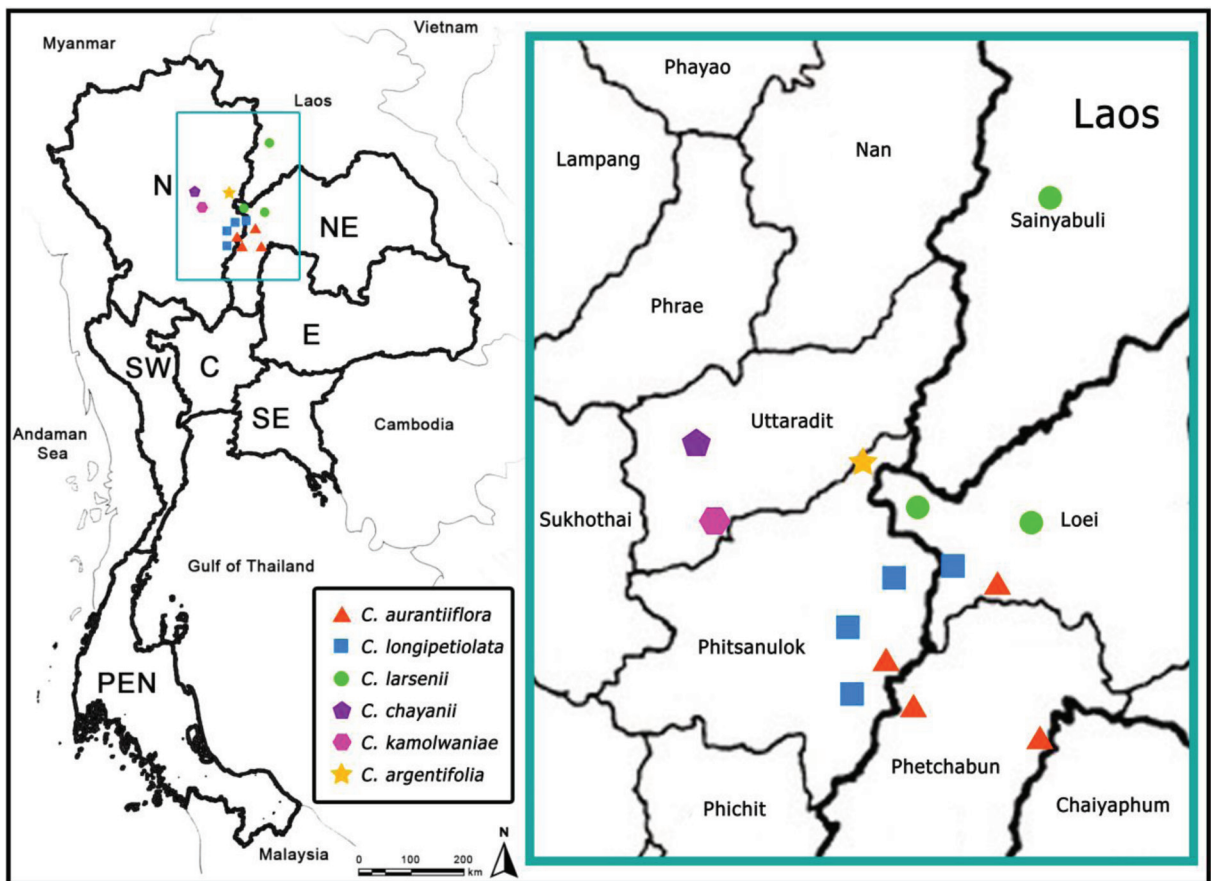 Myanmar
Vietnam
Laos
N
NE
E
SW
C
SE
Andaman
Sea
Cambodia
Gulf of Thailand
PEN
Malaysia
C. aurantiiflora
C. longipetiolata
C. larsenii
C. chayanii
C. kamolwaniae
C. argentifolia
0 100 200
km
N
Phayao
Laos
Lampang
Nan
Sainyabuli
Phrae
Uttaradit
Sukhothai
Loei
Phitsanulok
Phetchabun
Phichit
Chaiyaphum